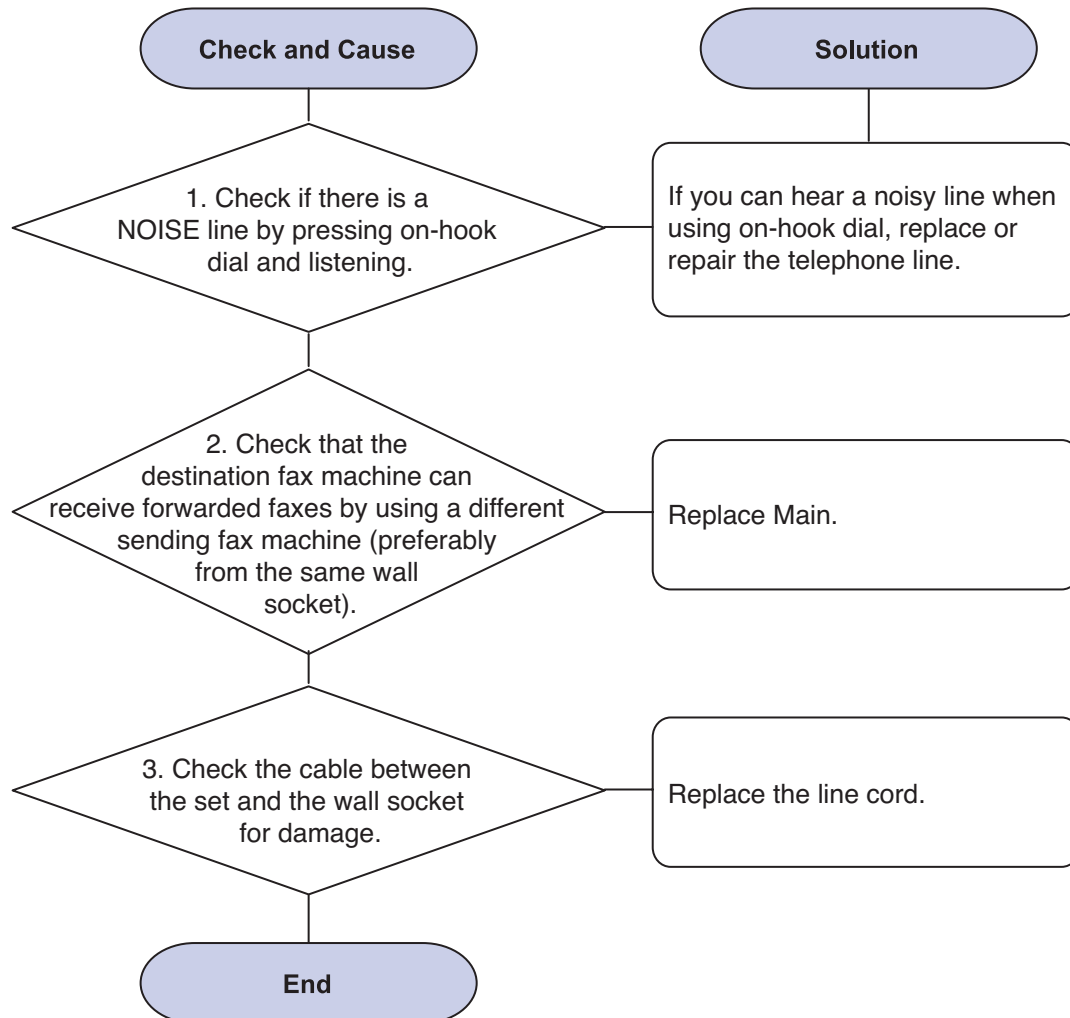 Check and Cause
Solution
1. Check if there is a
NOISE line by pressing on-hook
dial and listening.
If you can hear a noisy line when
using on-hook dial, replace or
repair the telephone line.
2. Check that the
destination fax machine can
receive forwarded faxes by using a different
sending fax machine (preferably
from the same wall
socket).
Replace Main.
3. Check the cable between
the set and the wall socket
for damage.
Replace the line cord.
End